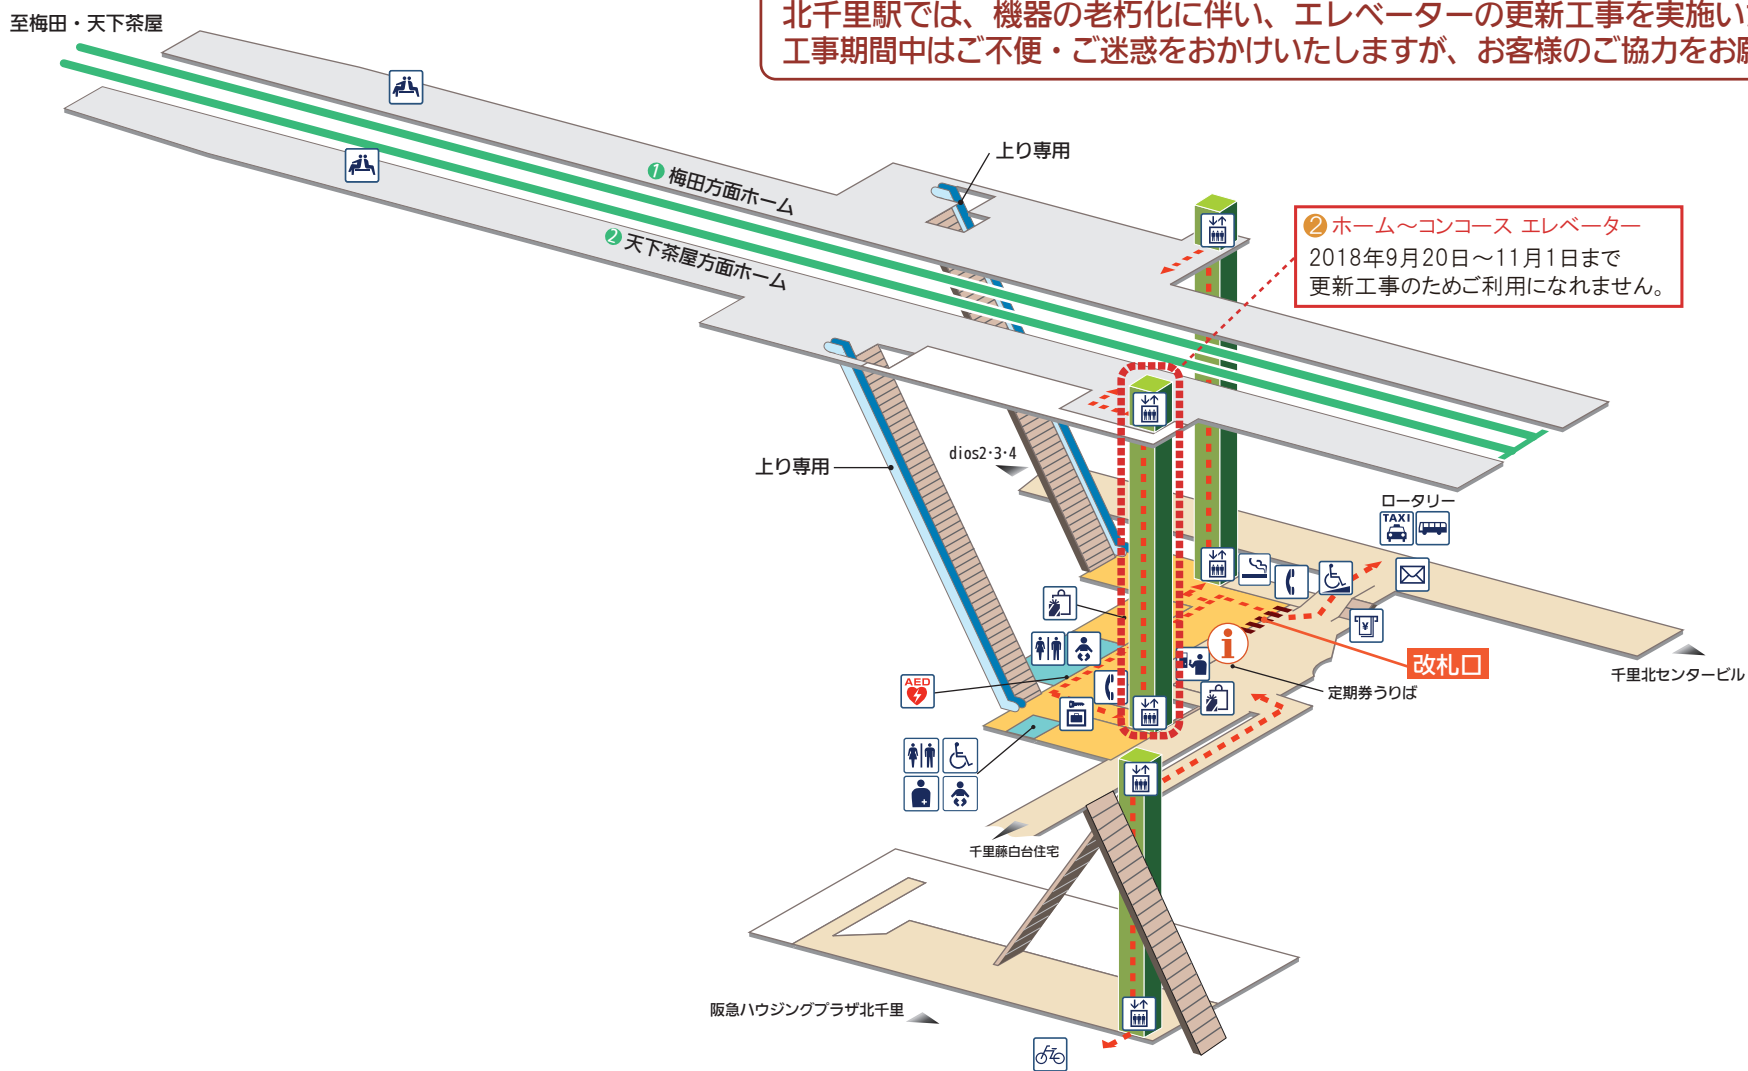 北千里駅では、機器の老朽化に伴い、エレベーターの更新工事を実施い
工事期間中はご不便・ご迷惑をおかけいたしますが、お客様のご協力をお
至梅田・天下茶屋
上り専用
❶ 梅田方面ホーム
❷ 天下茶屋方面ホーム
❷ ホーム～コンコース エレベーター
2018年9月20日～11月1日まで
更新工事のためご利用になれません。
上り専用
dios2・3・4
ロータリー
TAXI
¥
i
改札口
千里北センタービル
定期券うりば
AED
千里藤白台住宅
阪急ハウジングプラザ北千里